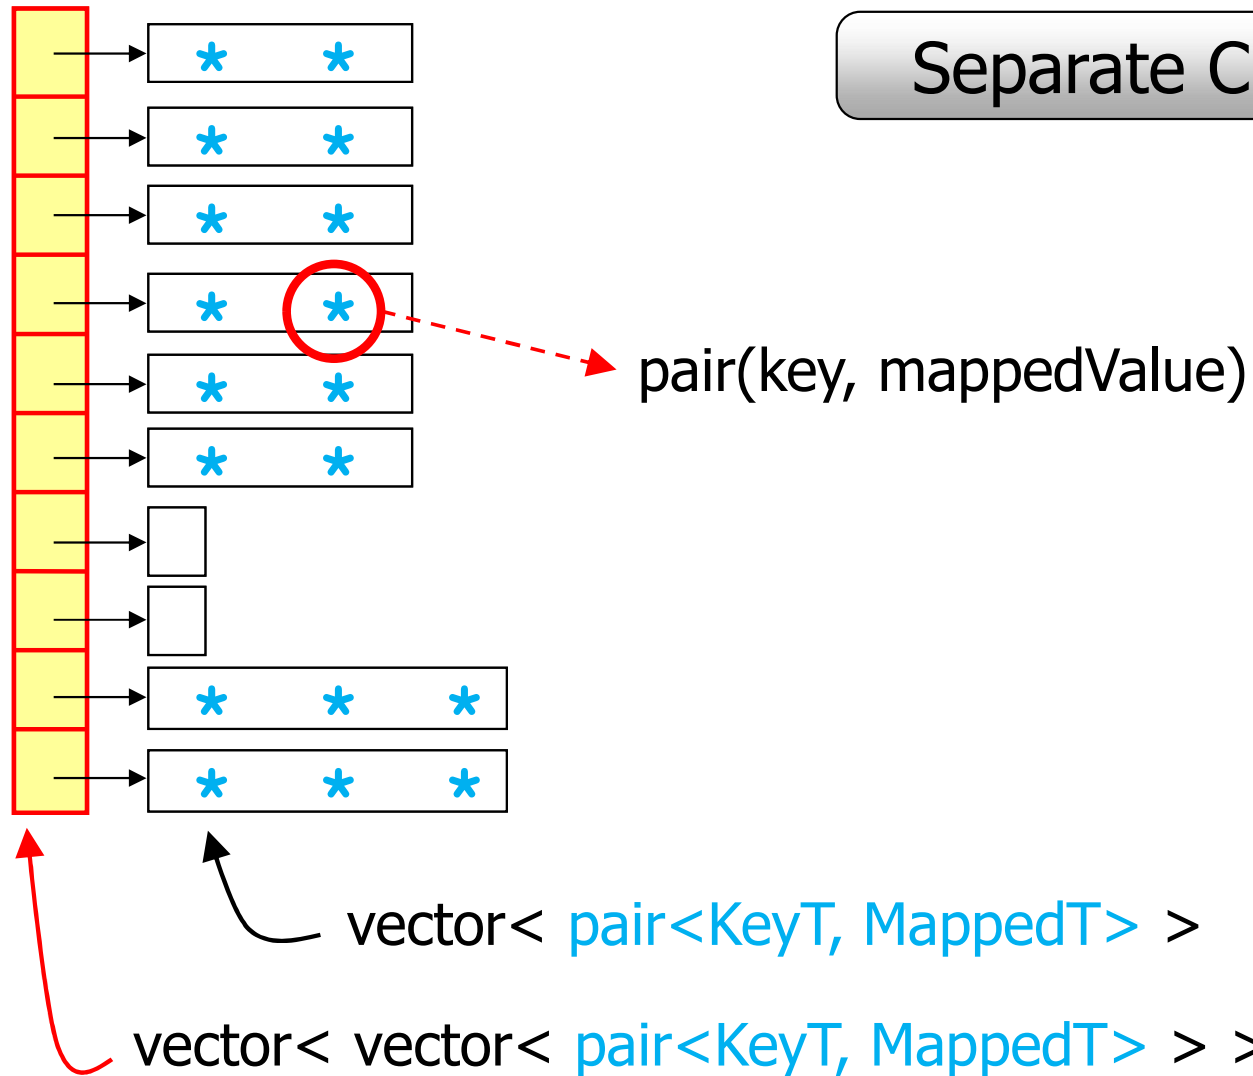 Separate C
* *
* *
* *
* *
pair(key, mappedValue)
* *
* *
* * *
* * *
vector< pair<KeyT, MappedT> >
vector< vector< pair<KeyT, MappedT> > >